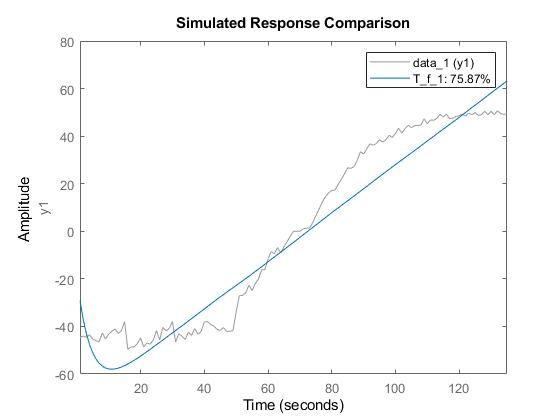 Simulated Response Comparison
80
60
40
20
0
-20
-40
-60
20
40
60
80
100
120
data_1 (y1)
T_f_1: 75.87%
Amplitude
y1
Time (seconds)